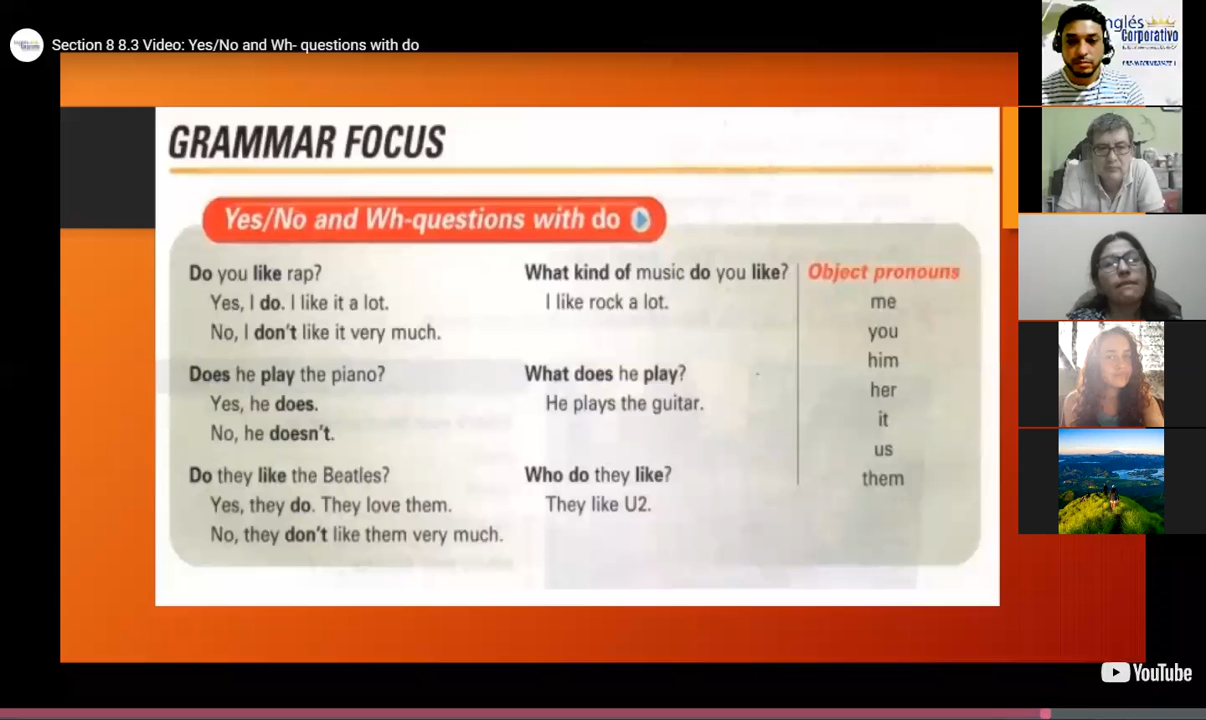 Section 8 8.3 Video: Yes/No and Wh- questions with do
GRAMMAR FOCUS
Yes/No and Wh-questions with do
Do you like rap?
Yes, I do. I like it a lot.
No, I don't like it very much.
Does he play the piano?
Yes, he does.
No, he doesn't.
Do they like the Beatles?
Yes, they do. They love them.
No, they don't like them very much.
What kind of music do you like?
I like rock a lot.
What does he play?
He plays the guitar.
Who do they like?
They like U2.
Object pronouns
me
you
him
her
it
us
them
Inglés
Corporativo
YouTube